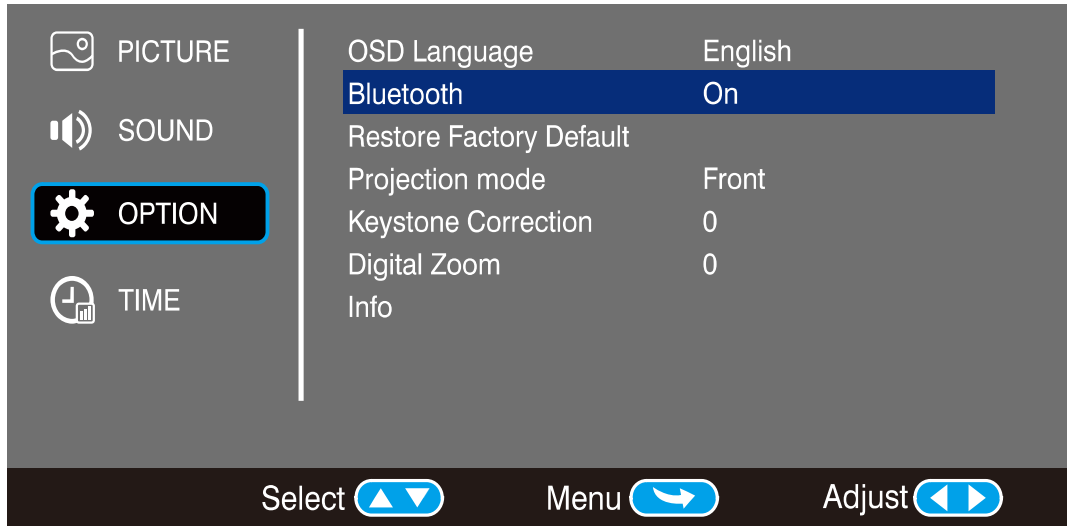 PICTURE
SOUND
OPTION
TIME
OSD Language English
Bluetooth On
Restore Factory Default
Projection mode Front
Keystone Correction 0
Digital Zoom 0
Info
Select Menu Adjust